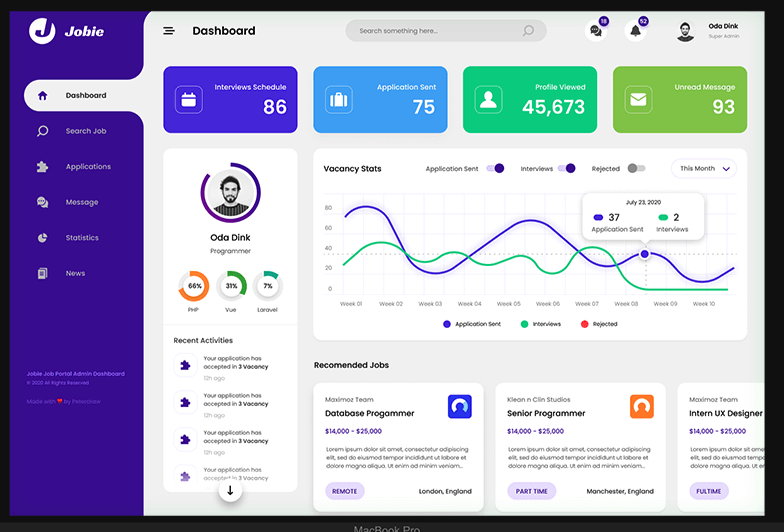 Jobie
Dashboard
Search something here...
18
52
Oda Dink
Super Admin
Dashboard
Search Job
Applications
Message
Statistics
News
Jobie Job Portal Admin Dashboard
© 2020 All Rights Reserved
Made with ❤ by Peterdraw
Interviews Schedule
86
Application Sent
75
Profile Viewed
45,673
Unread Message
93
Oda Dink
Programmer
66%
31%
7%
PHP
Vue
Laravel
Recent Activities
Your application has
accepted in 3 Vacancy
12h ago
Your application has
accepted in 3 Vacancy
12h ago
Your application has
accepted in 3 Vacancy
12h ago
Your application has
accepted in 3 Vacancy
Vacancy Stats
Application Sent
Interviews
Rejected
This Month
80
60
40
20
0
July 23, 2020
37
Application Sent
2
Interviews
Week 01
Week 02
Week 03
Week 04
Week 05
Week 06
Week 07
Week 08
Week 09
Week 10
Application Sent
Interviews
Rejected
Recomended Jobs
Maximoz Team
Database Progammer
$14,000 - $25,000
Lorem ipsum dolor sit amet, consectetur adipiscing
elit, sed do eiusmod tempor incididunt ut labore et
dolore magna aliqua. Ut enim ad minim veniam...
REMOTE
London, England
Klean n Clin Studios
Senior Programmer
$14,000 - $25,000
Lorem ipsum dolor sit amet, consectetur adipiscing
elit, sed do eiusmod tempor incididunt ut labore et
dolore magna aliqua. Ut enim ad minim veniam...
PART TIME
Manchester, England
Maximoz Team
Intern UX Designer
$14,000 - $25,000
Lorem ipsum dolor sit amet,
elit, sed do eiusmod tempor
dolore magna aliqua. Ut enim
FULTIME
MacBook Pro